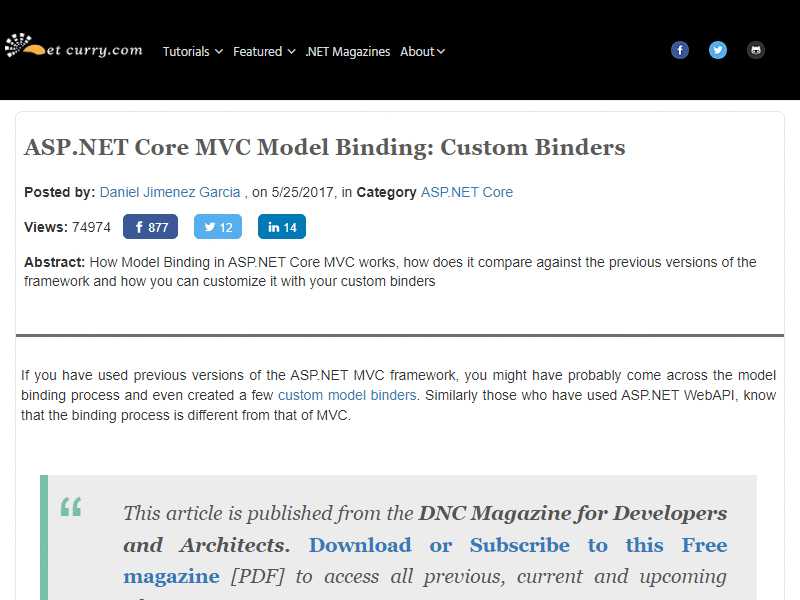 et curry.com Tutorials Featured .NET Magazines About
ASP.NET Core MVC Model Binding: Custom Binders
Posted by: Daniel Jimenez Garcia , on 5/25/2017, in Category ASP.NET Core
Views: 74974 f 877 12 in 14
Abstract: How Model Binding in ASP.NET Core MVC works, how does it compare against the previous versions of the
framework and how you can customize it with your custom binders
If you have used previous versions of the ASP.NET MVC framework, you might have probably come across the model
binding process and even created a few custom model binders. Similarly those who have used ASP.NET WebAPI, know
that the binding process is different from that of MVC.
“ This article is published from the DNC Magazine for Developers
and Architects. Download or Subscribe to this Free
magazine [PDF] to access all previous, current and upcoming